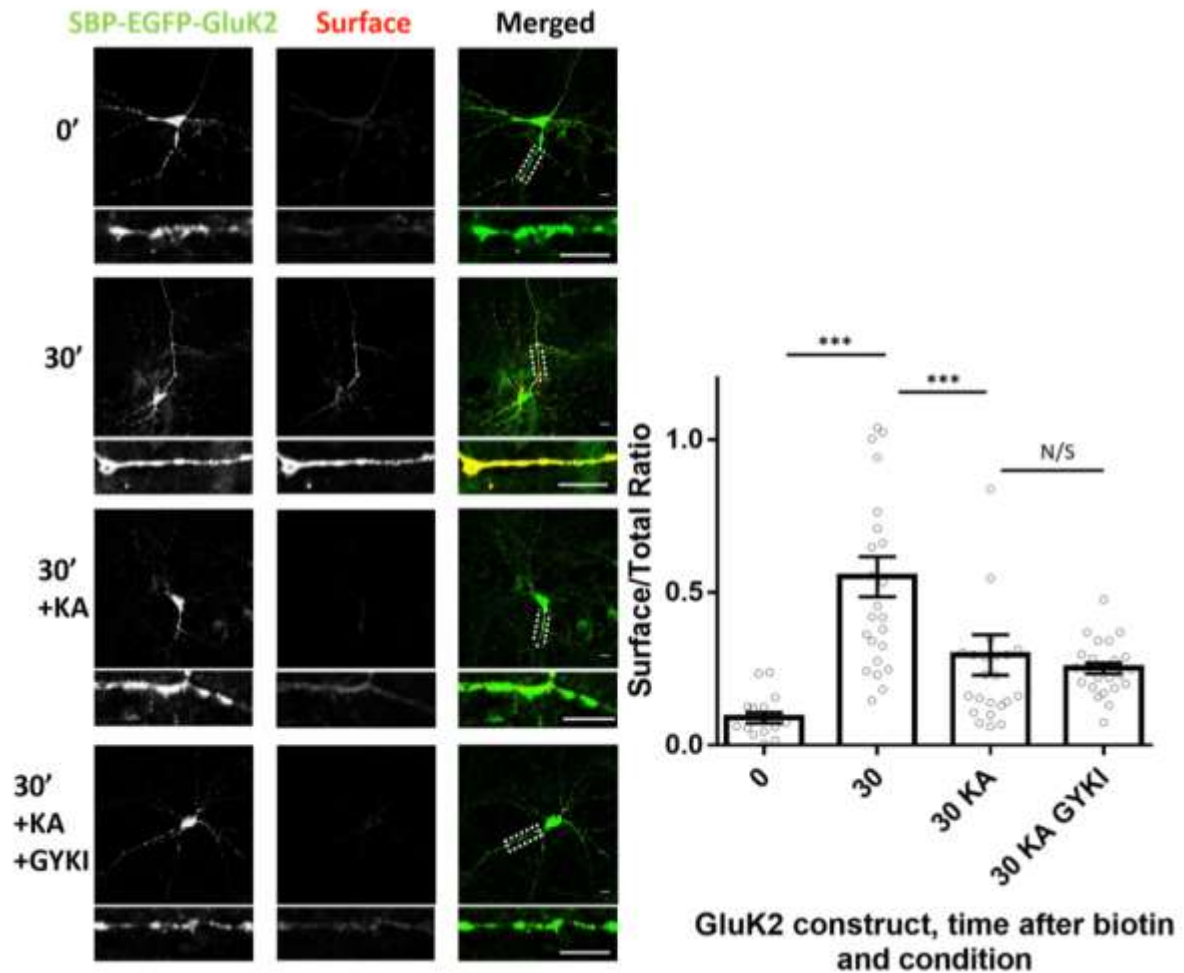 SBP-EGFP-GluK2 Surface Merged
0'
30'
30'
+KA
30'
+KA
+GYKI
***
***
N/S
Surface/Total Ratio
1.0
0.5
0.0
0
30
30 KA
30 KA GYKI
GluK2 construct, time after biotin
and condition